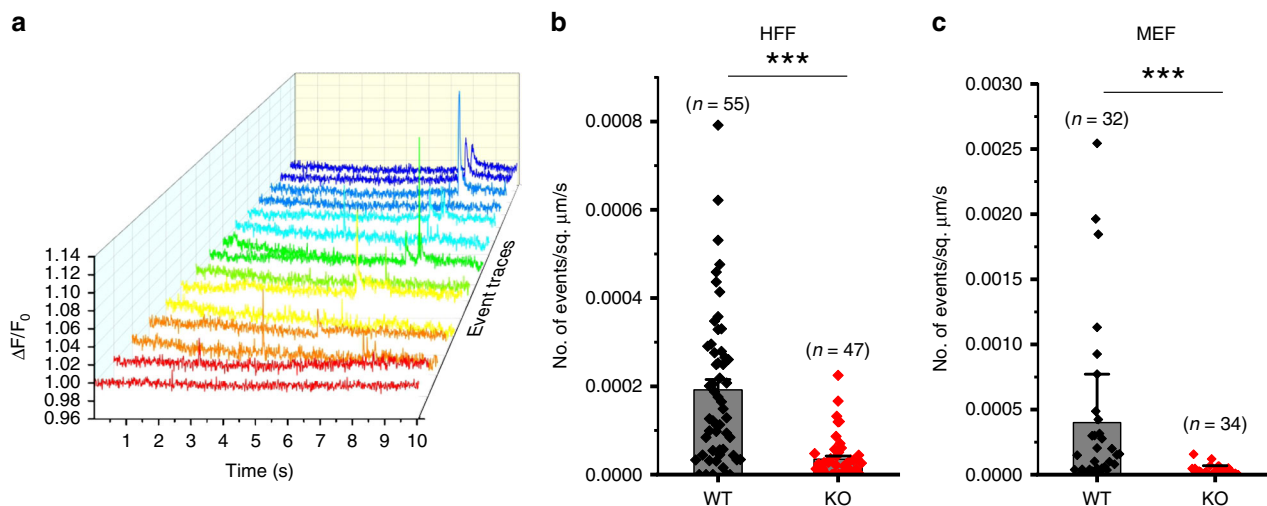 a
1.14
1.12
1.10
1.08
1.06
1.04
1.02
1.00
0.98
0.96
ΔF/F0
1 2 3 4 5 6 7 8 9 10
Time (s)
Event traces
b
HFF
***
(n = 55)
(n = 47)
0.0008
0.0006
0.0004
0.0002
0.0000
No. of events/sq. μm/s
WT KO
c
MEF
***
(n = 32)
(n = 34)
0.0030
0.0025
0.0020
0.0015
0.0010
0.0005
0.0000
No. of events/sq. μm/s
WT KO